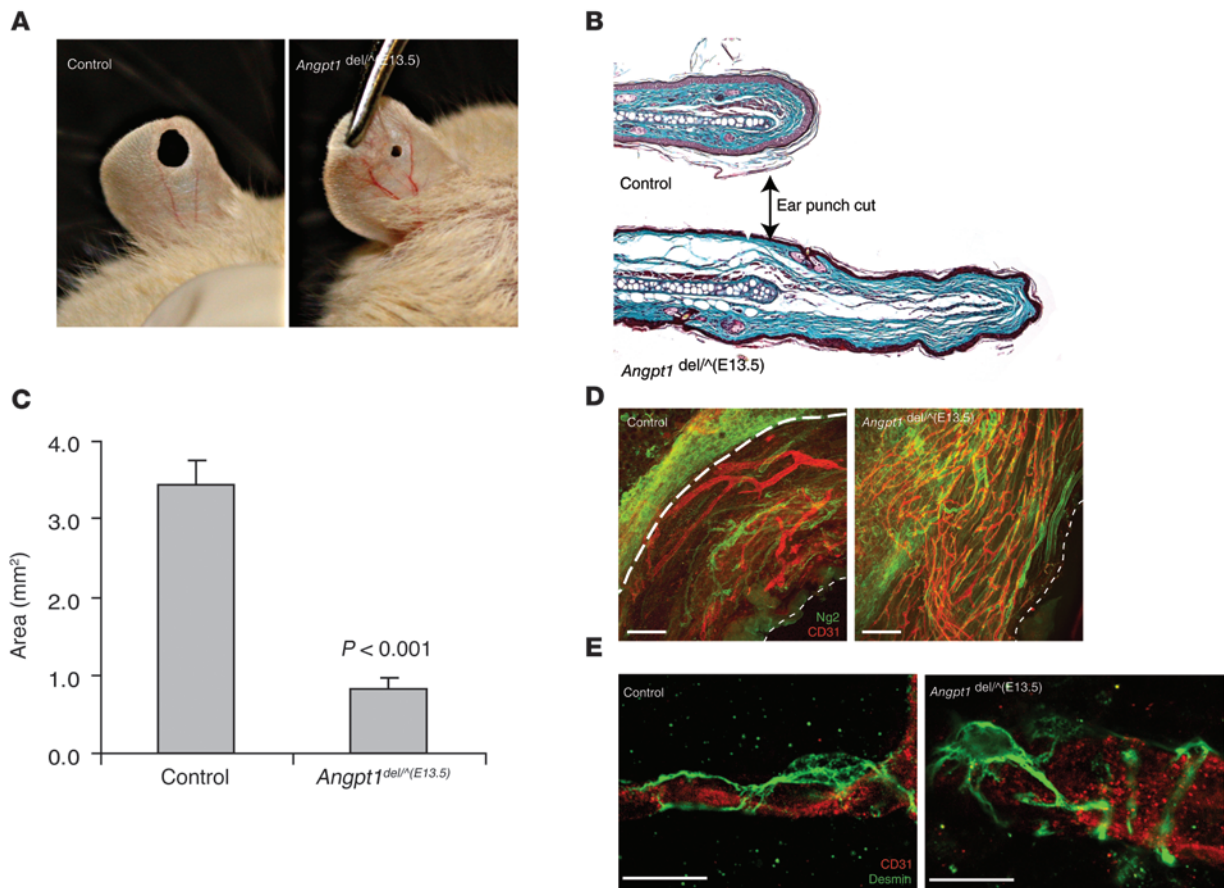 A
Control
Angpt1 del/^(E13.5)
B
Control
Ear punch cut
Angpt1 del/^(E13.5)
C
Area (mm²)
4.0
3.0
2.0
1.0
0.0
P < 0.001
Control
Angpt1del/^(E13.5)
D
Control
Ng2
CD31
Angpt1 del/^(E13.5)
E
Control
CD31
Desmin
Angpt1 del/^(E13.5)